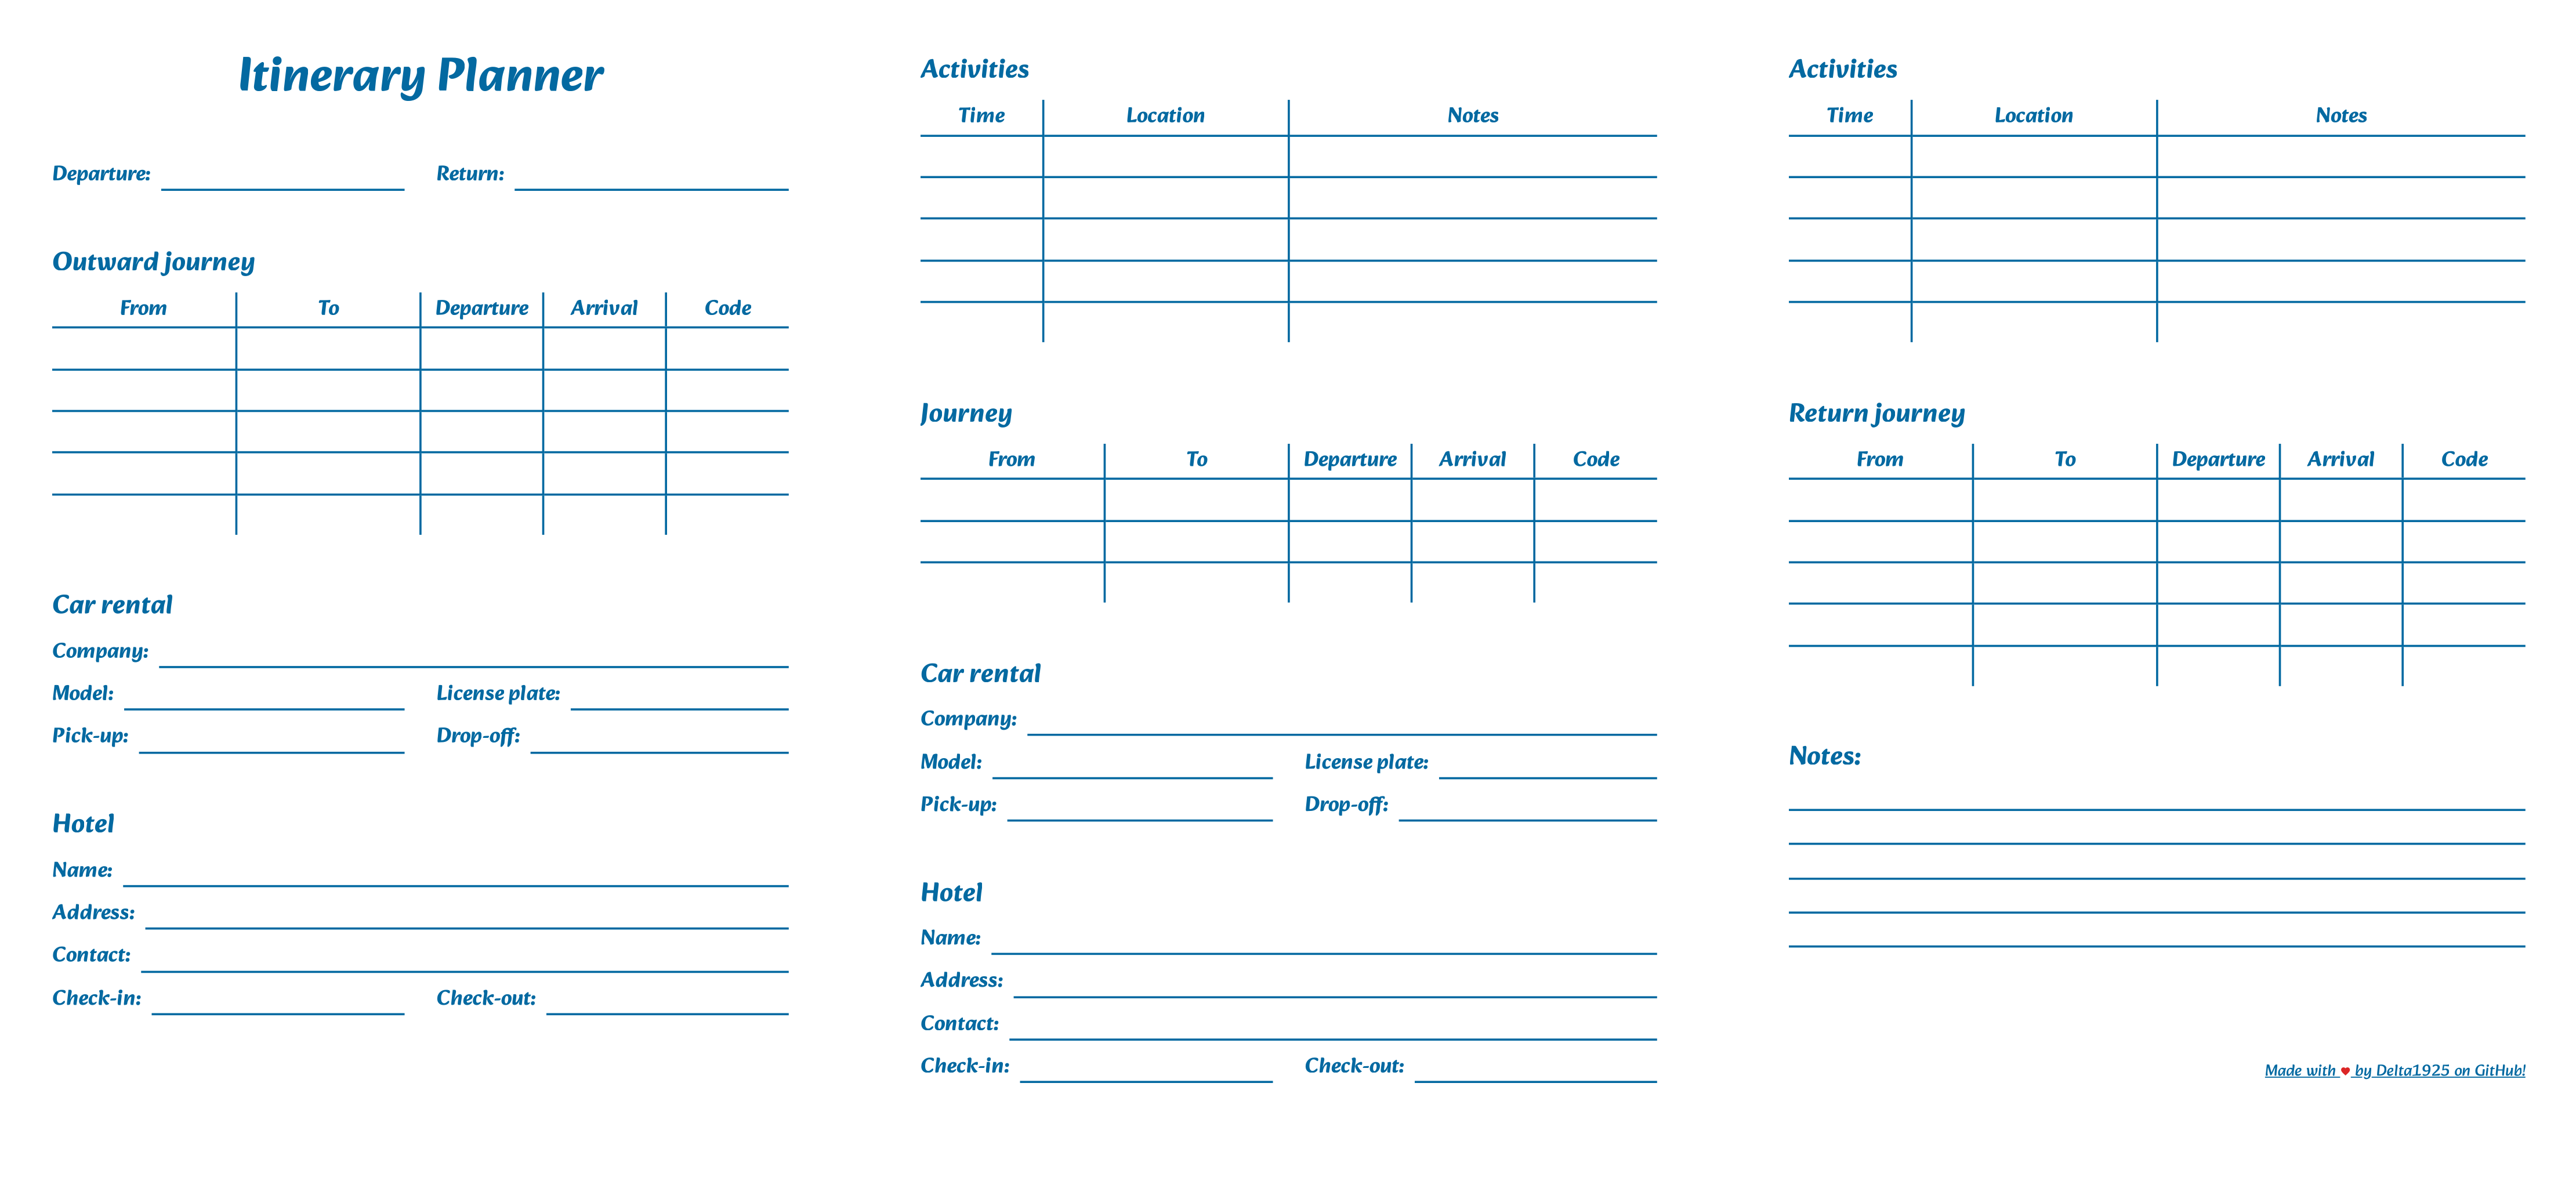 Itinerary Planner
Departure: Return:
Outward journey
From To Departure Arrival Code
Car rental
Company:
Model: License plate:
Pick-up: Drop-off:
Hotel
Name:
Address:
Contact:
Check-in: Check-out:
Activities
Time Location Notes
Journey
From To Departure Arrival Code
Car rental
Company:
Model: License plate:
Pick-up: Drop-off:
Hotel
Name:
Address:
Contact:
Check-in: Check-out:
Activities
Time Location Notes
Return journey
From To Departure Arrival Code
Notes:
Made with ♥ by Delta1925 on GitHub!